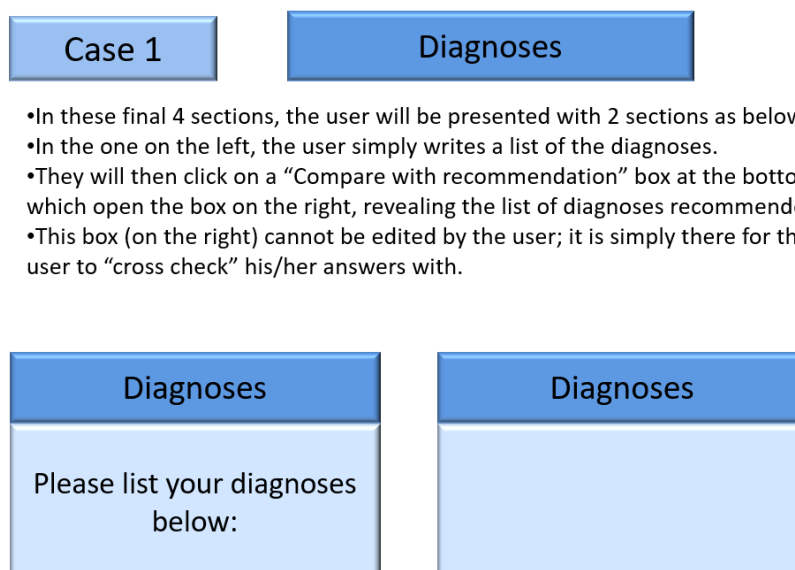 Case 1
Diagnoses
•In these final 4 sections, the user will be presented with 2 sections as below
•In the one on the left, the user simply writes a list of the diagnoses.
•They will then click on a “Compare with recommendation” box at the
which open the box on the right, revealing the list of diagnoses
•This box (on the right) cannot be edited by the user; it is simply there for
user to “cross check” his/her answers with.
Diagnoses
Diagnoses
Please list your diagnoses
below: